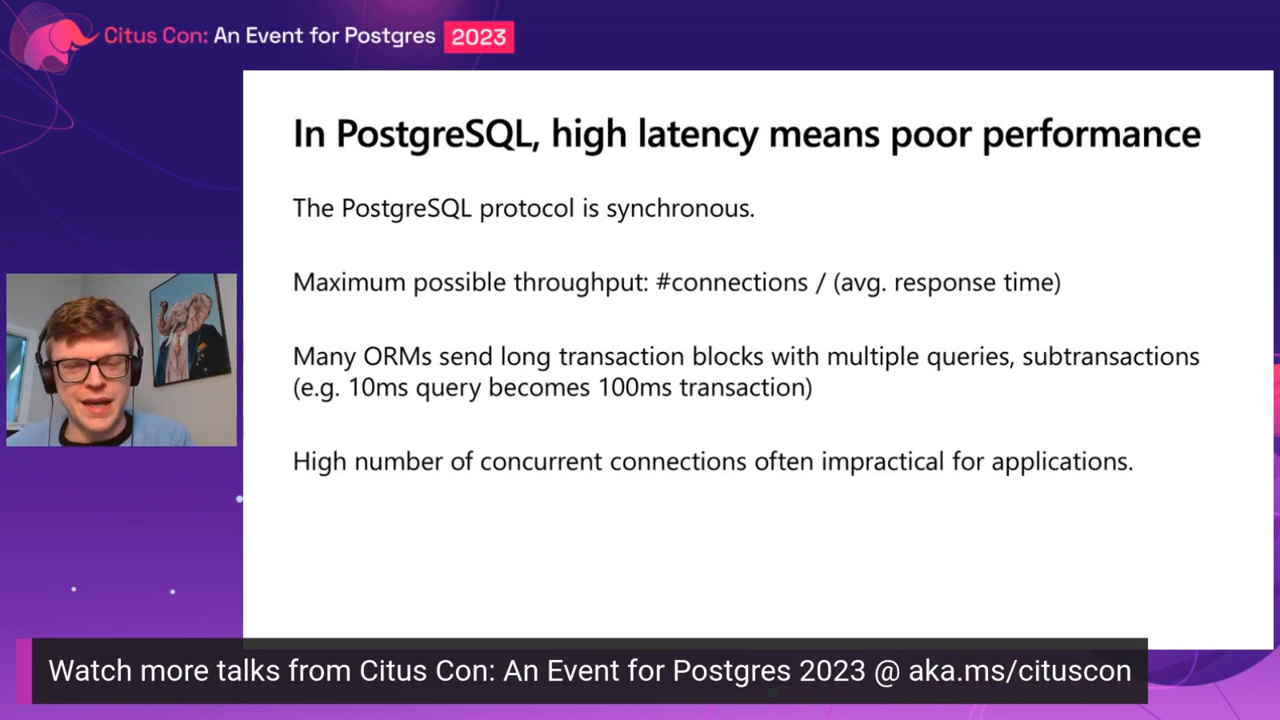 Citus Con: An Event for Postgres 2023
In PostgreSQL, high latency means poor performance
The PostgreSQL protocol is synchronous.
Maximum possible throughput: #connections / (avg. response time)
Many ORMs send long transaction blocks with multiple queries, subtransactions
(e.g. 10ms query becomes 100ms transaction)
High number of concurrent connections often impractical for applications.
Watch more talks from Citus Con: An Event for Postgres 2023 @ aka.ms/cituscon